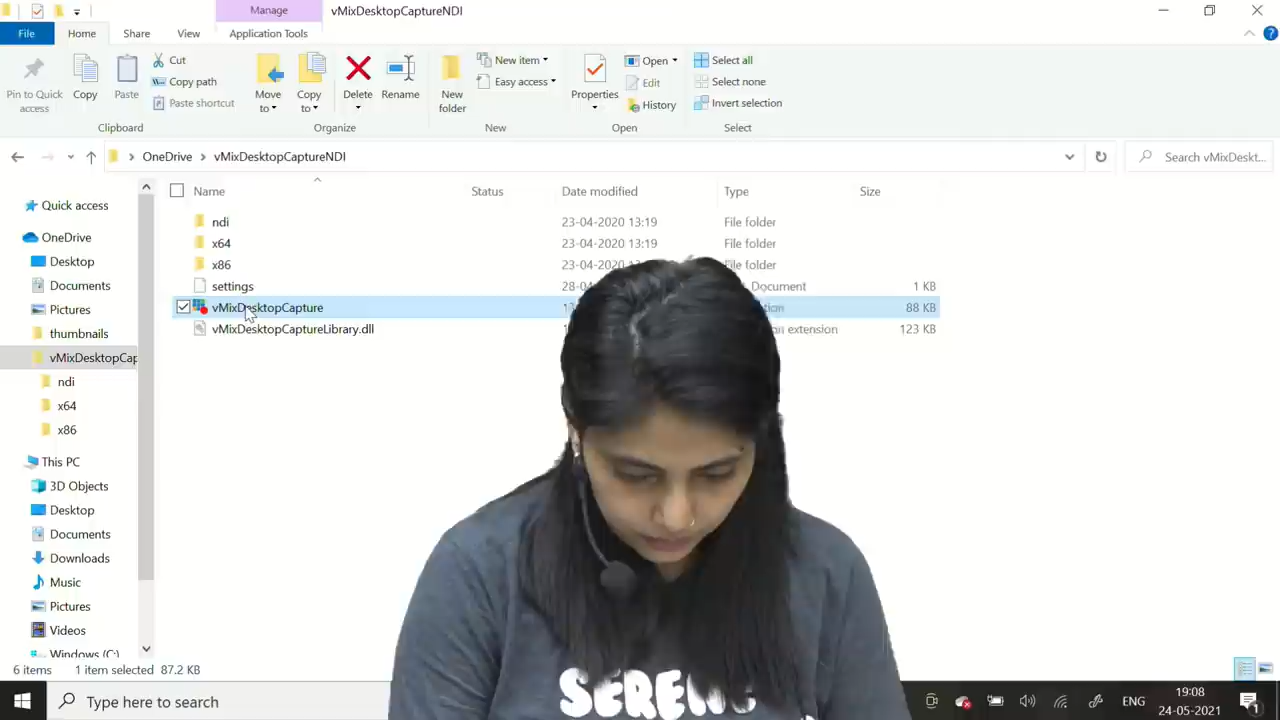 Manage
vMixDesktopCaptureNDI
File
Home
Share
View
Application Tools
Pin to Quick access
Copy
Paste
Cut
Copy path
Paste shortcut
Move to
Copy to
Delete
Rename
New folder
New item
Easy access
Properties
Open
Edit
History
Select all
Select none
Invert selection
Clipboard
Organize
New
Open
Select
OneDrive > vMixDesktopCaptureNDI
Search vMixDeskt...
Name Status Date modified Type Size
ndi 23-04-2020 13:19 File folder
x64 23-04-2020 13:19 File folder
x86 23-04-2020 13:19 File folder
settings Document 1 KB
vMixDesktopCapture 88 KB
vMixDesktopCaptureLibrary.dll extension 123 KB
Quick access
OneDrive
Desktop
Documents
Pictures
thumbnails
vMixDesktopCap
ndi
x64
x86
This PC
3D Objects
Desktop
Documents
Downloads
Music
Pictures
Videos
Windows (C:)
6 items 1 item selected 87.2 KB
Type here to search
ENG
19:08
24-05-2021